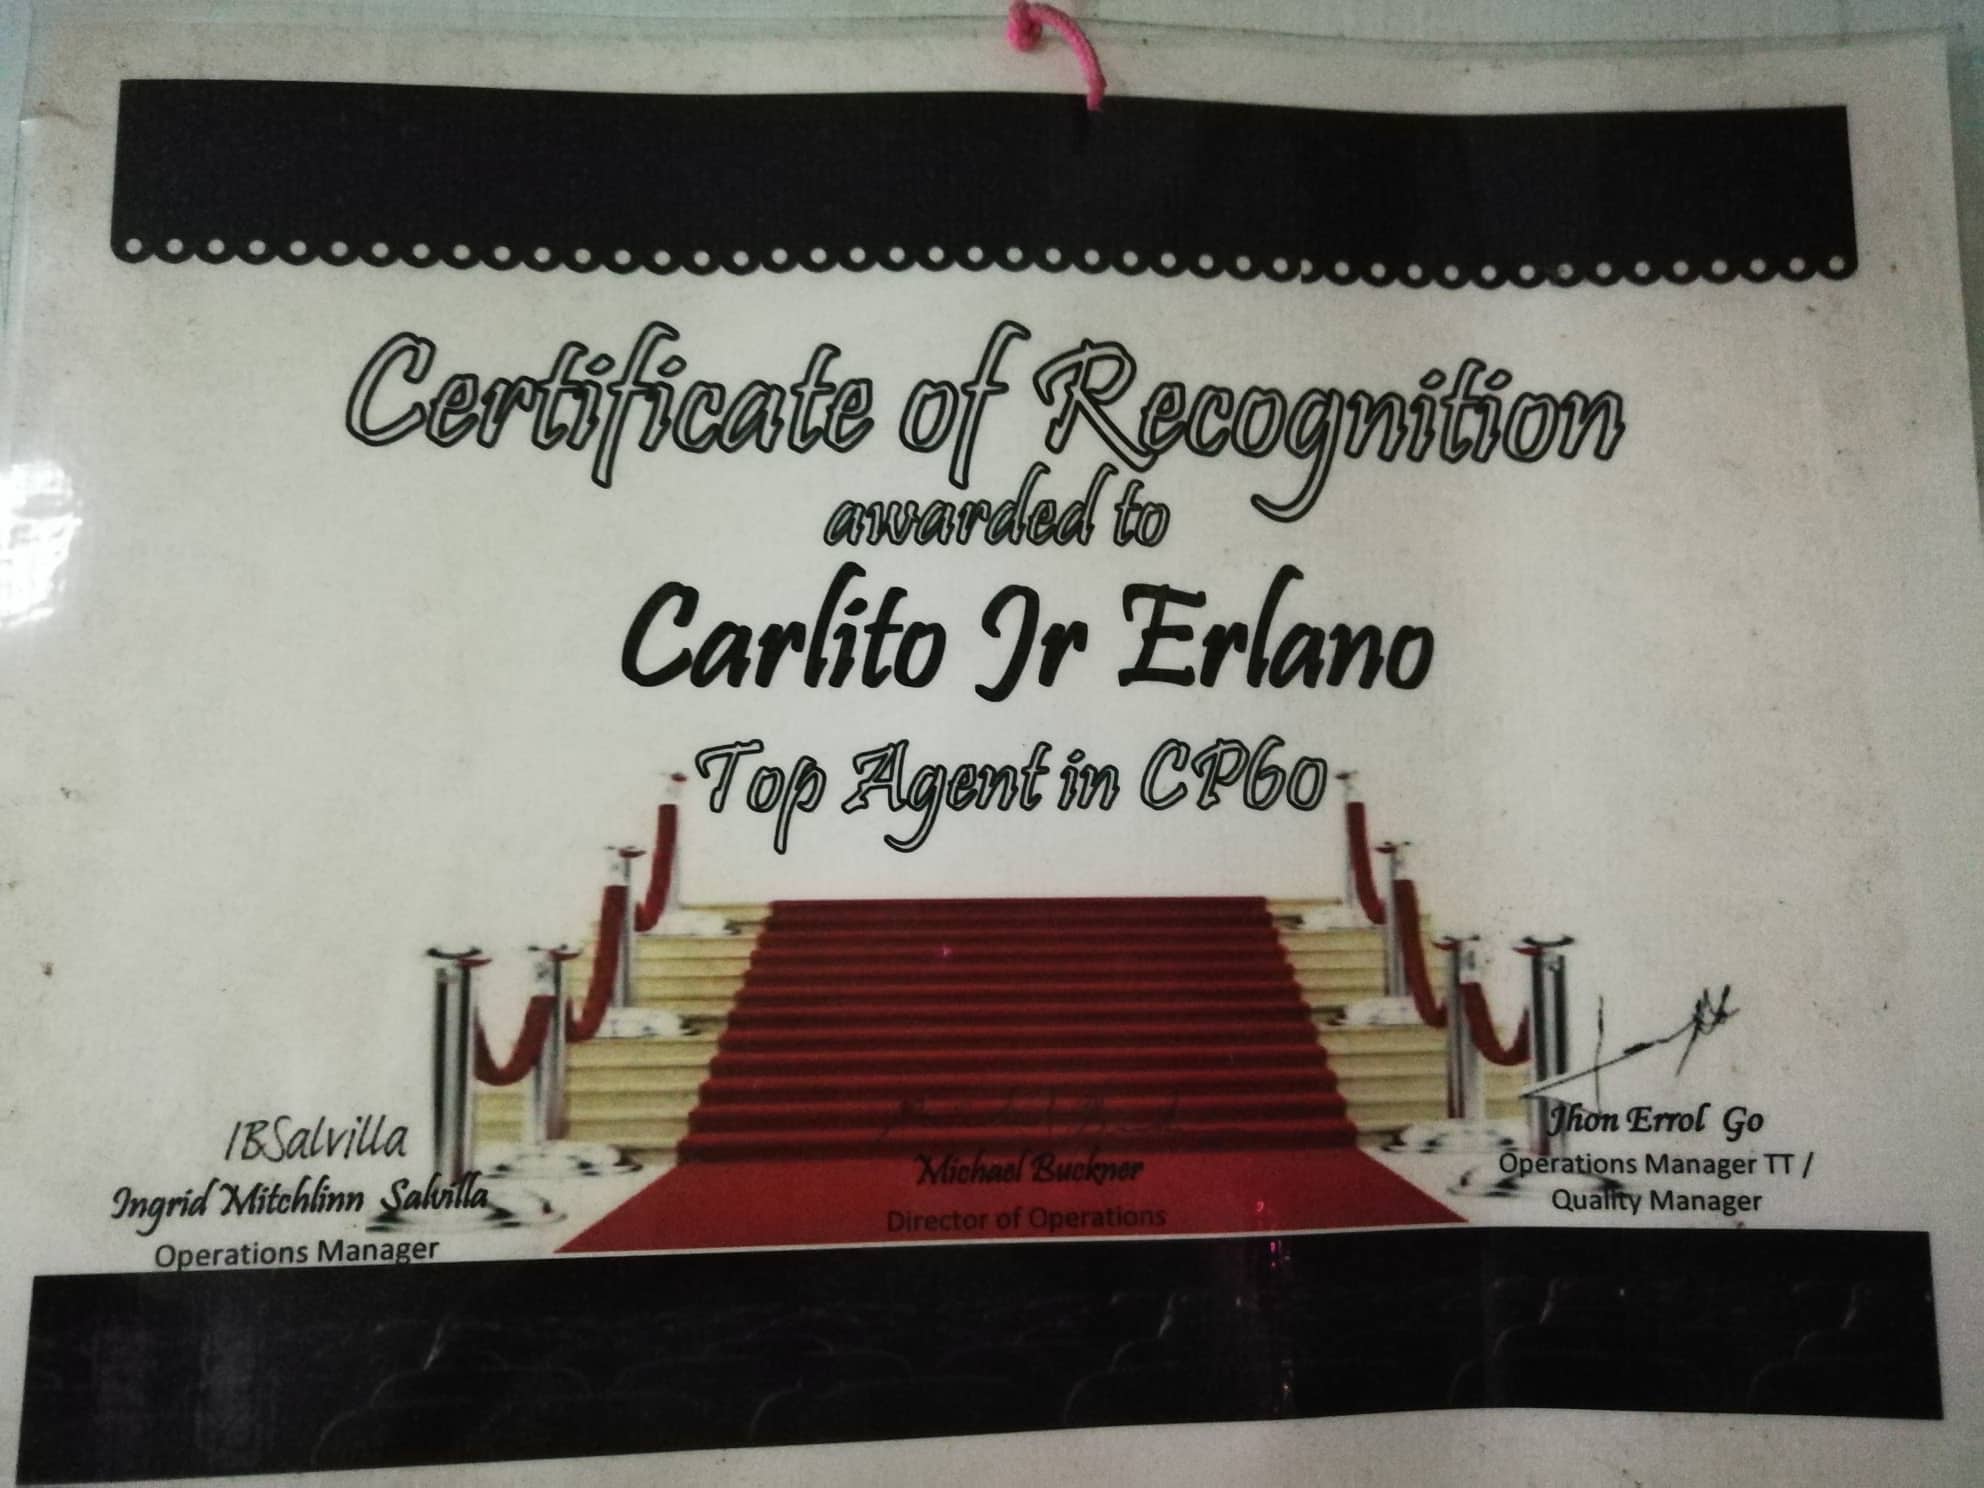 Certificate of Recognition
awarded to
Carlito Jr Erlano
Top Agent in CP60
IBSalvilla
Ingrid Mitchlinn Salvilla
Operations Manager
Michael Buckner
Director of Operations
Jhon Errol Go
Operations Manager TT /
Quality Manager